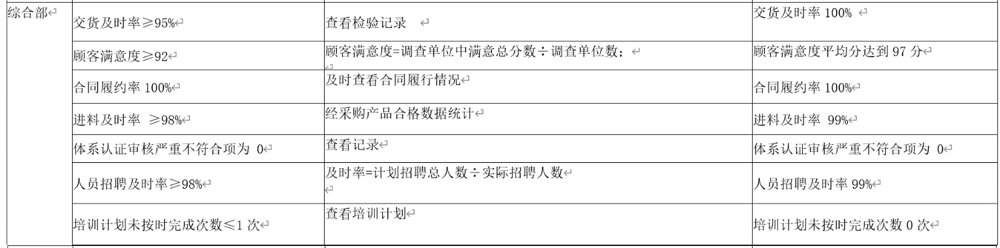 综合部
交货及时率≥95%
查看检验记录
交货及时率 100%
顾客满意度≥92
顾客满意度=调查单位中满意总分数÷调查单位数；
顾客满意度平均分达到 97 分
合同履约率 100%
及时查看合同履行情况
合同履约率 100%
进料及时率 ≥98%
经采购产品合格数据统计
进料及时率 99%
体系认证审核严重不符合项为 0
查看记录
体系认证审核严重不符合项为 0
人员招聘及时率≥98%
及时率=计划招聘总人数÷实际招聘人数
人员招聘及时率 99%
培训计划未按时完成次数≤1 次
查看培训计划
培训计划未按时完成次数 0 次